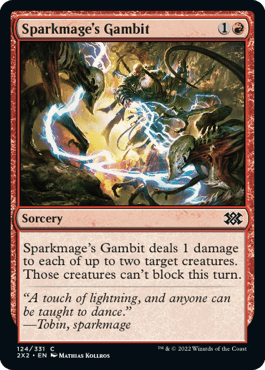 Sparkmage's Gambit 1
Sorcery
Sparkmage's Gambit deals 1 damage
to each of up to two target creatures.
Those creatures can't block this turn.
"A touch of lightning, and anyone can
be taught to dance."
—Tobin, sparkmage
124/331 C
2X2 • EN MATHIAS KOLLROS
™ & © 2022 Wizards of the Coast